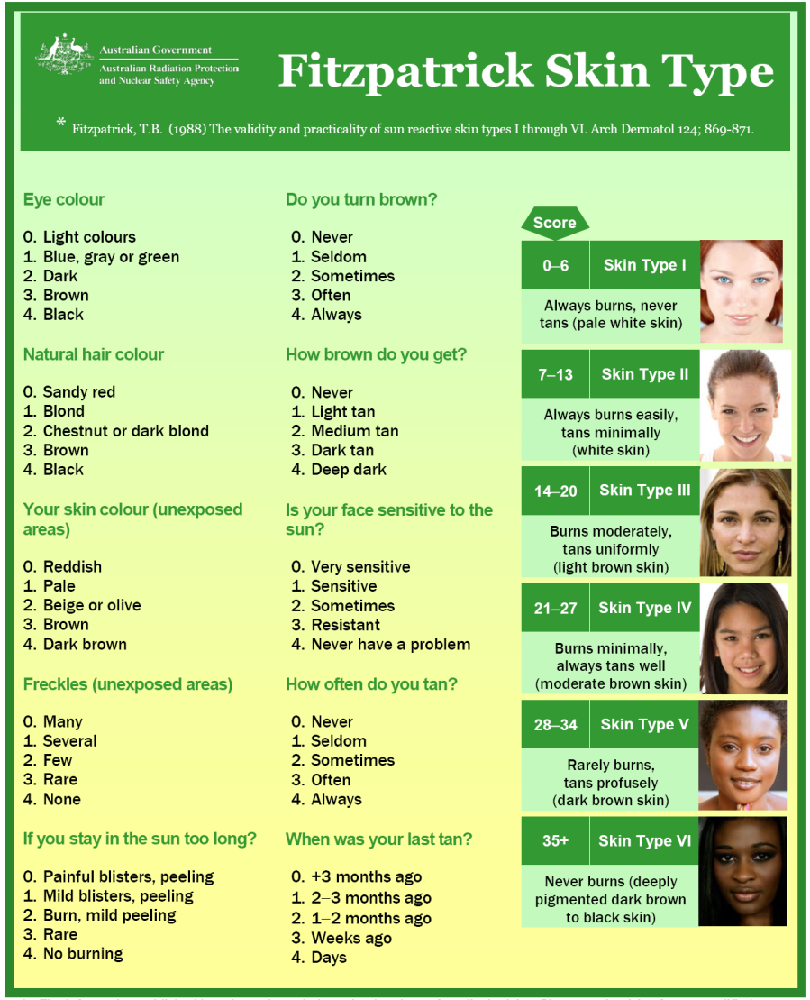 Australian Government
Australian Radiation Protection
and Nuclear Safety Agency
Fitzpatrick Skin Type
* Fitzpatrick, T.B. (1988) The validity and practicality of sun reactive skin types I through VI. Arch Dermatol 124; 869-871.
Eye colour
0. Light colours
1. Blue, gray or green
2. Dark
3. Brown
4. Black
Natural hair colour
0. Sandy red
1. Blond
2. Chestnut or dark blond
3. Brown
4. Black
Your skin colour (unexposed
areas)
0. Reddish
1. Pale
2. Beige or olive
3. Brown
4. Dark brown
Freckles (unexposed areas)
0. Many
1. Several
2. Few
3. Rare
4. None
If you stay in the sun too long?
0. Painful blisters, peeling
1. Mild blisters, peeling
2. Burn, mild peeling
3. Rare
4. No burning
Do you turn brown?
0. Never
1. Seldom
2. Sometimes
3. Often
4. Always
How brown do you get?
0. Never
1. Light tan
2. Medium tan
3. Dark tan
4. Deep dark
Is your face sensitive to the
sun?
0. Very sensitive
1. Sensitive
2. Sometimes
3. Resistant
4. Never have a problem
How often do you tan?
0. Never
1. Seldom
2. Sometimes
3. Often
4. Always
When was your last tan?
0. +3 months ago
1. 2–3 months ago
2. 1–2 months ago
3. Weeks ago
4. Days
Score
0–6 Skin Type I
Always burns, never
tans (pale white skin)
7–13 Skin Type II
Always burns easily,
tans minimally
(white skin)
14–20 Skin Type III
Burns moderately,
tans uniformly
(light brown skin)
21–27 Skin Type IV
Burns minimally,
always tans well
(moderate brown skin)
28–34 Skin Type V
Rarely burns,
tans profusely
(dark brown skin)
35+ Skin Type VI
Never burns (deeply
pigmented dark brown
to black skin)